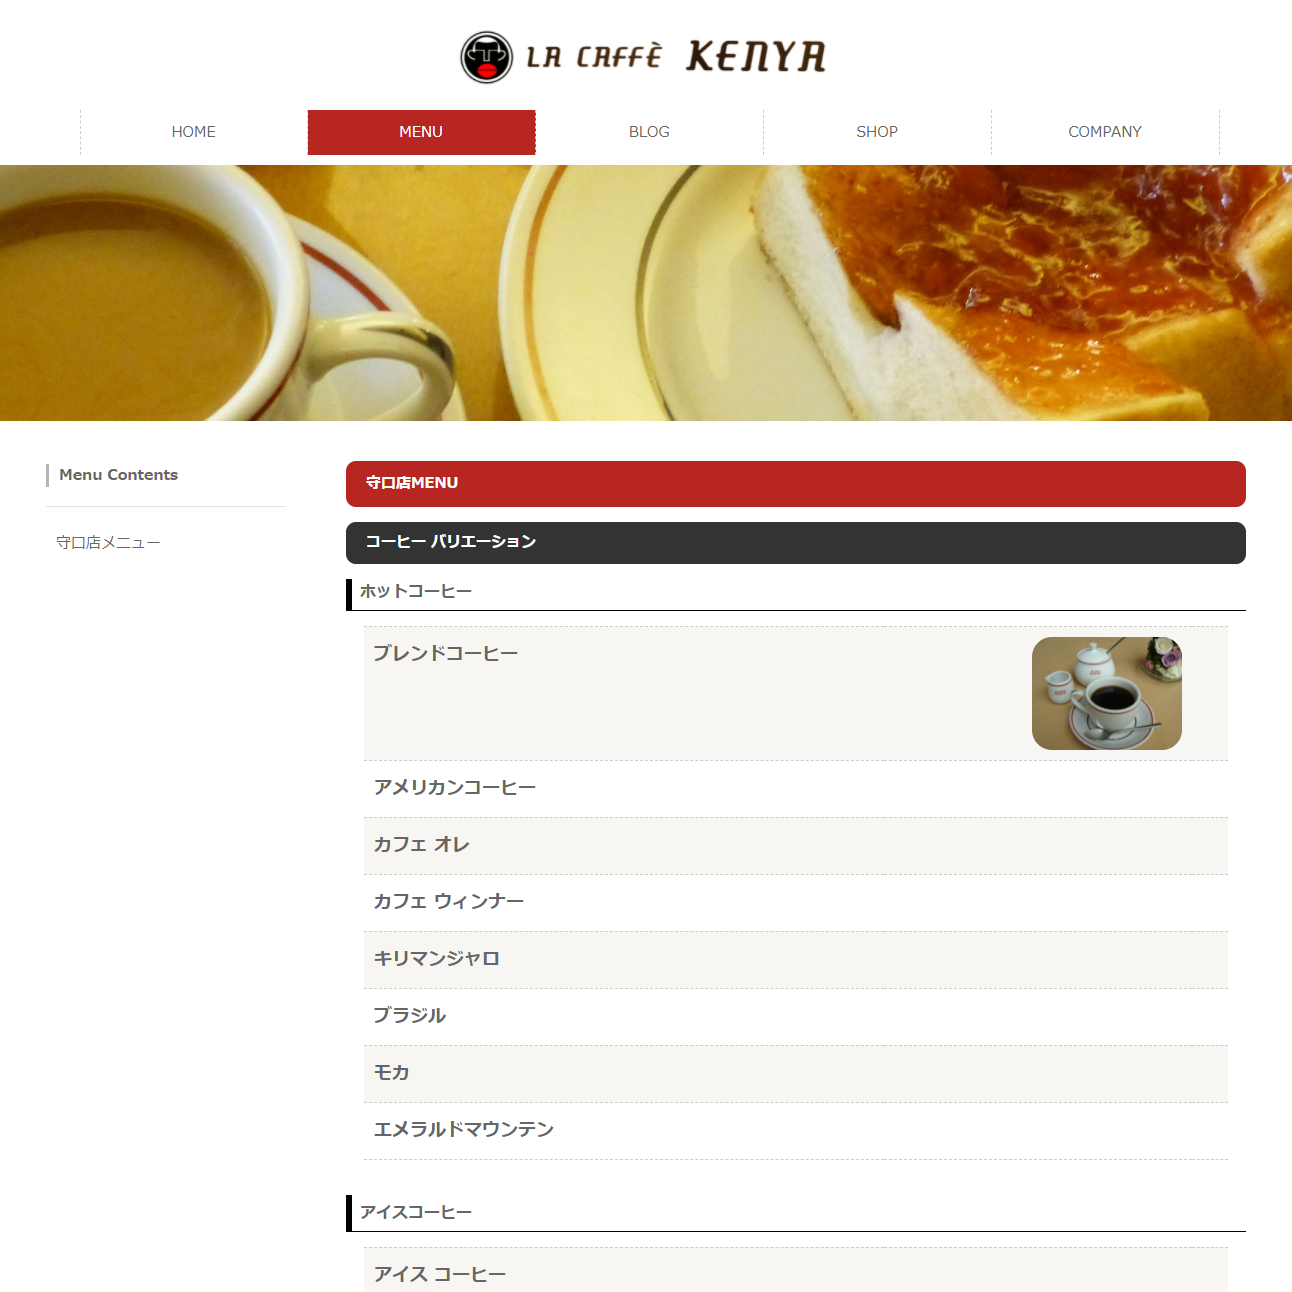 LA CAFFÈ KENYA
HOME
MENU
BLOG
SHOP
COMPANY
Menu Contents
守口店メニュー
守口店MENU
コーヒー バリエーション
ホットコーヒー
ブレンドコーヒー
アメリカンコーヒー
カフェ オレ
カフェ ウィンナー
キリマンジャロ
ブラジル
モカ
エメラルドマウンテン
アイスコーヒー
アイス コーヒー